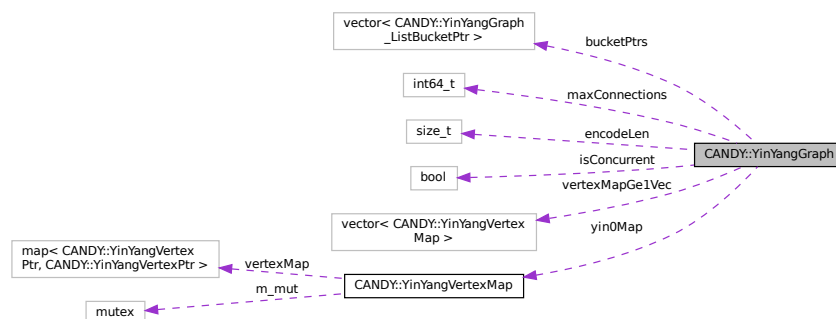 vector< CANDY::YinYangGraph
_ListBucketPtr >
bucketPtrs
int64_t
maxConnections
size_t
encodeLen
CANDY::YinYangGraph
isConcurrent
bool
vertexMapGe1Vec
vector< CANDY::YinYangVertex
Map >
yin0Map
map< CANDY::YinYangVertex
Ptr, CANDY::YinYangVertexPtr >
vertexMap
CANDY::YinYangVertexMap
m_mut
mutex